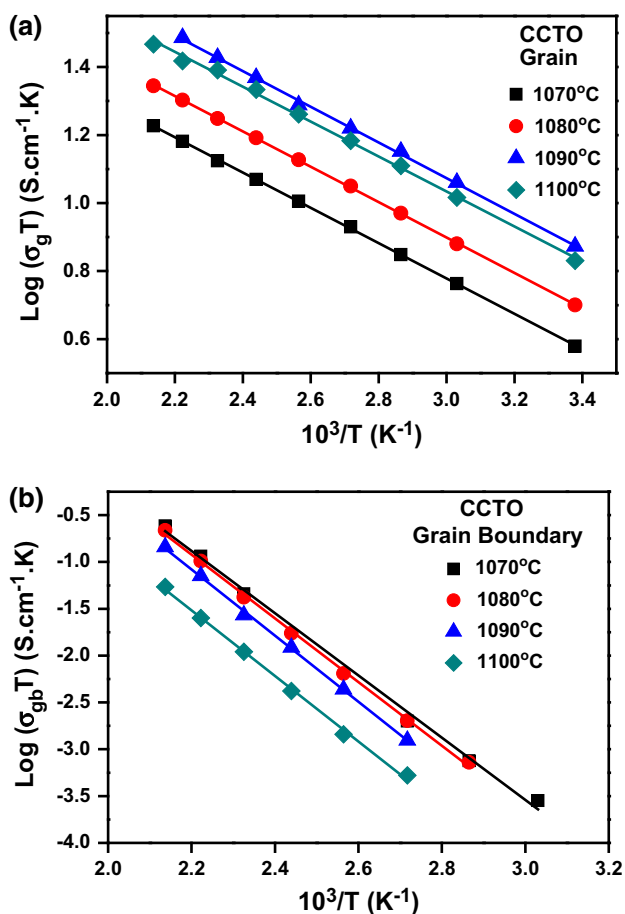 (a)
CCTO
Grain
1070°C
1080°C
1090°C
1100°C
Log (σgT) (S.cm⁻¹.K)
1.4
1.2
1.0
0.8
0.6
2.0 2.2 2.4 2.6 2.8 3.0 3.2 3.4
10³/T (K⁻¹)
(b)
CCTO
Grain Boundary
1070°C
1080°C
1090°C
1100°C
Log (σgbT) (S.cm⁻¹.K)
-0.5
-1.0
-1.5
-2.0
-2.5
-3.0
-3.5
-4.0
2.0 2.2 2.4 2.6 2.8 3.0 3.2
10³/T (K⁻¹)